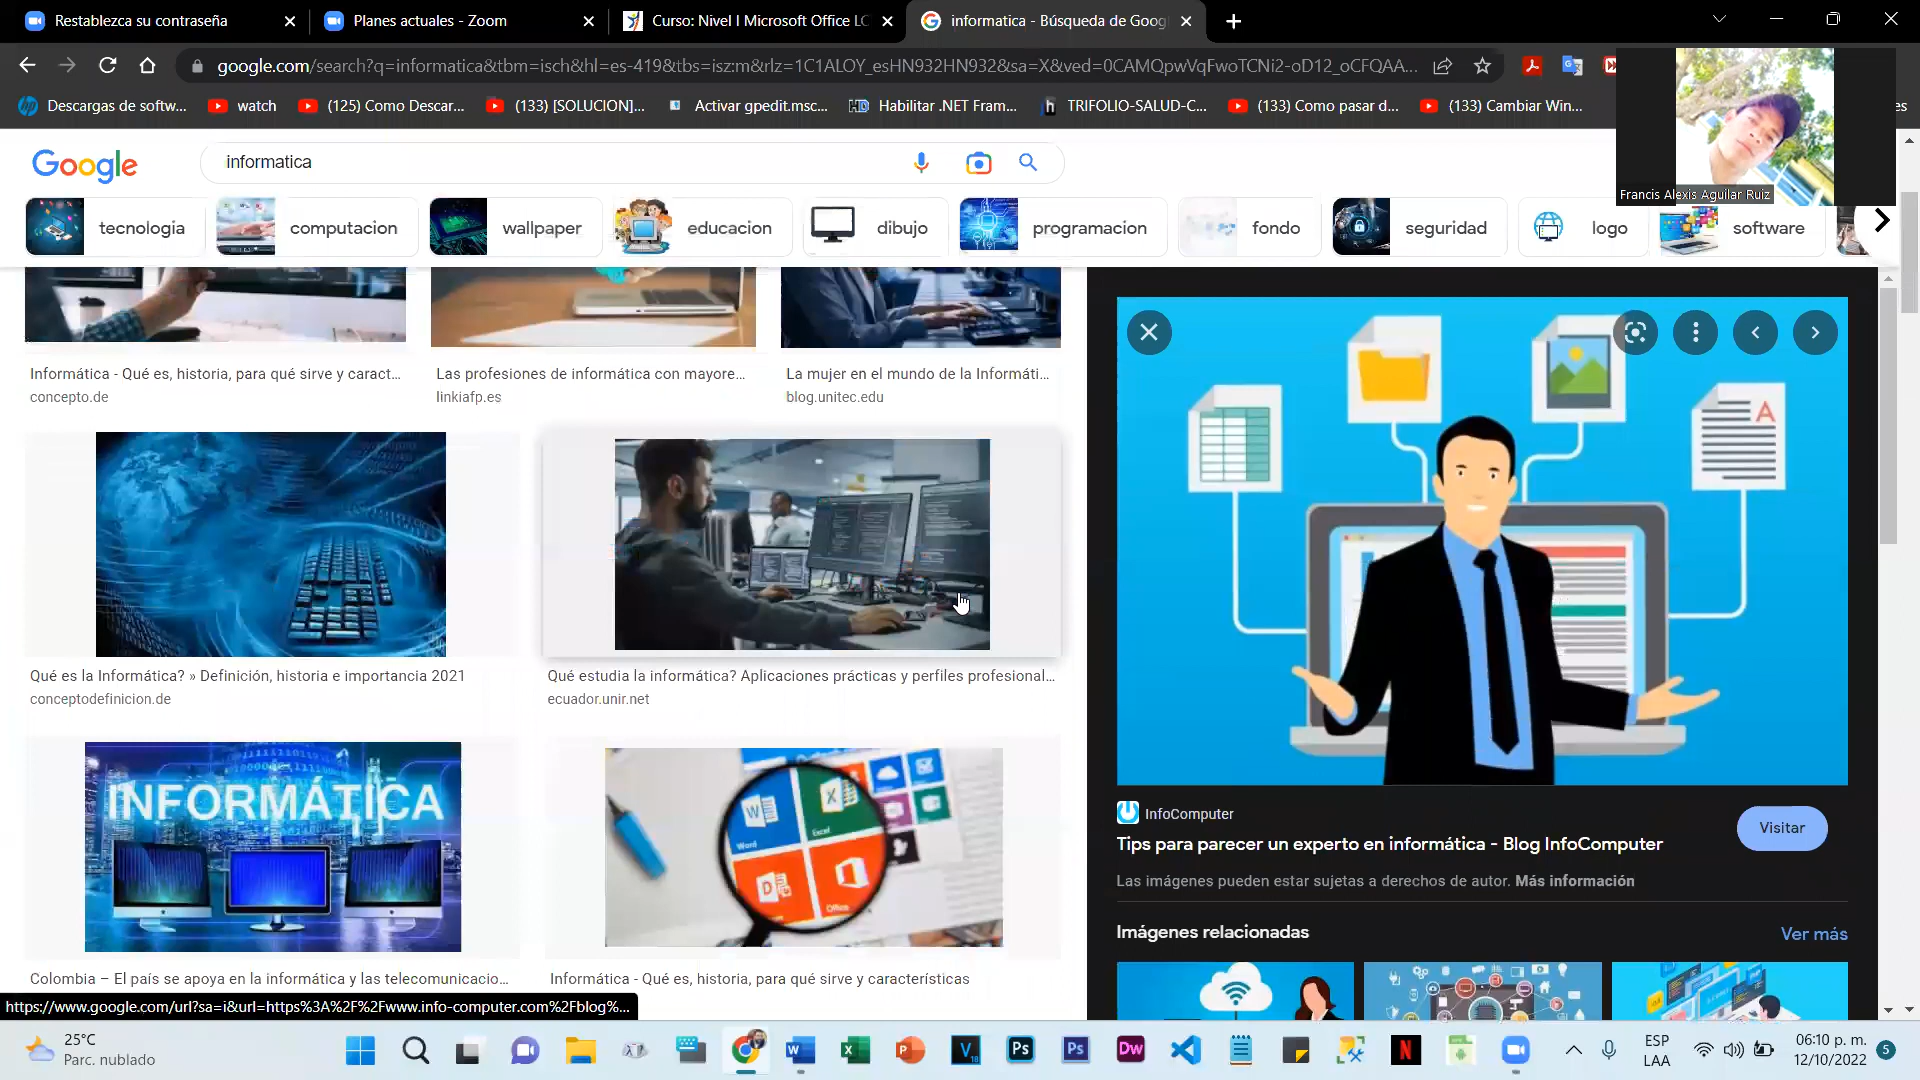 Restablezca su contraseña
Planes actuales - Zoom
Curso: Nivel I Microsoft Office LC
informatica - Búsqueda de Goog
google.com/search?q=informatica&tbm=isch&hl=es-419&tbs=isz:m&rlz=1C1ALOY_esHN932HN932&sa=X&ved=0CAMQpwVqFwoTCNi2-oD12_oCFQAA...
Descargas de softw...
watch
(125) Como Descar...
(133) [SOLUCION]...
Activar gpedit.msc...
Habilitar .NET Fram...
TRIFOLIO-SALUD-C...
(133) Como pasar d...
(133) Cambiar Win...
es
Francis Alexis Aguilar Ruiz
Google
informatica
tecnologia
computacion
wallpaper
educacion
dibujo
programacion
fondo
seguridad
logo
software
Informática - Qué es, historia, para qué sirve y caract...
concepto.de
Las profesiones de informática con mayore...
linkiafp.es
La mujer en el mundo de la Informáti...
blog.unitec.edu
Qué es la Informática? » Definición, historia e importancia 2021
conceptodefinicion.de
Qué estudia la informática? Aplicaciones prácticas y perfiles profesional...
ecuador.unir.net
INFORMÁTICA
Word
Excel
Office
Colombia – El país se apoya en la informática y las telecomunicacio...
Informática - Qué es, historia, para qué sirve y características
A
InfoComputer
Visitar
Tips para parecer un experto en informática - Blog InfoComputer
Las imágenes pueden estar sujetas a derechos de autor. Más información
Imágenes relacionadas
Ver más
https://www.google.com/url?sa=i&url=https%3A%2F%2Fwww.info-computer.com%2Fblog%...
25°C
Parc. nublado
ESP
LAA
06:10 p. m.
12/10/2022
5